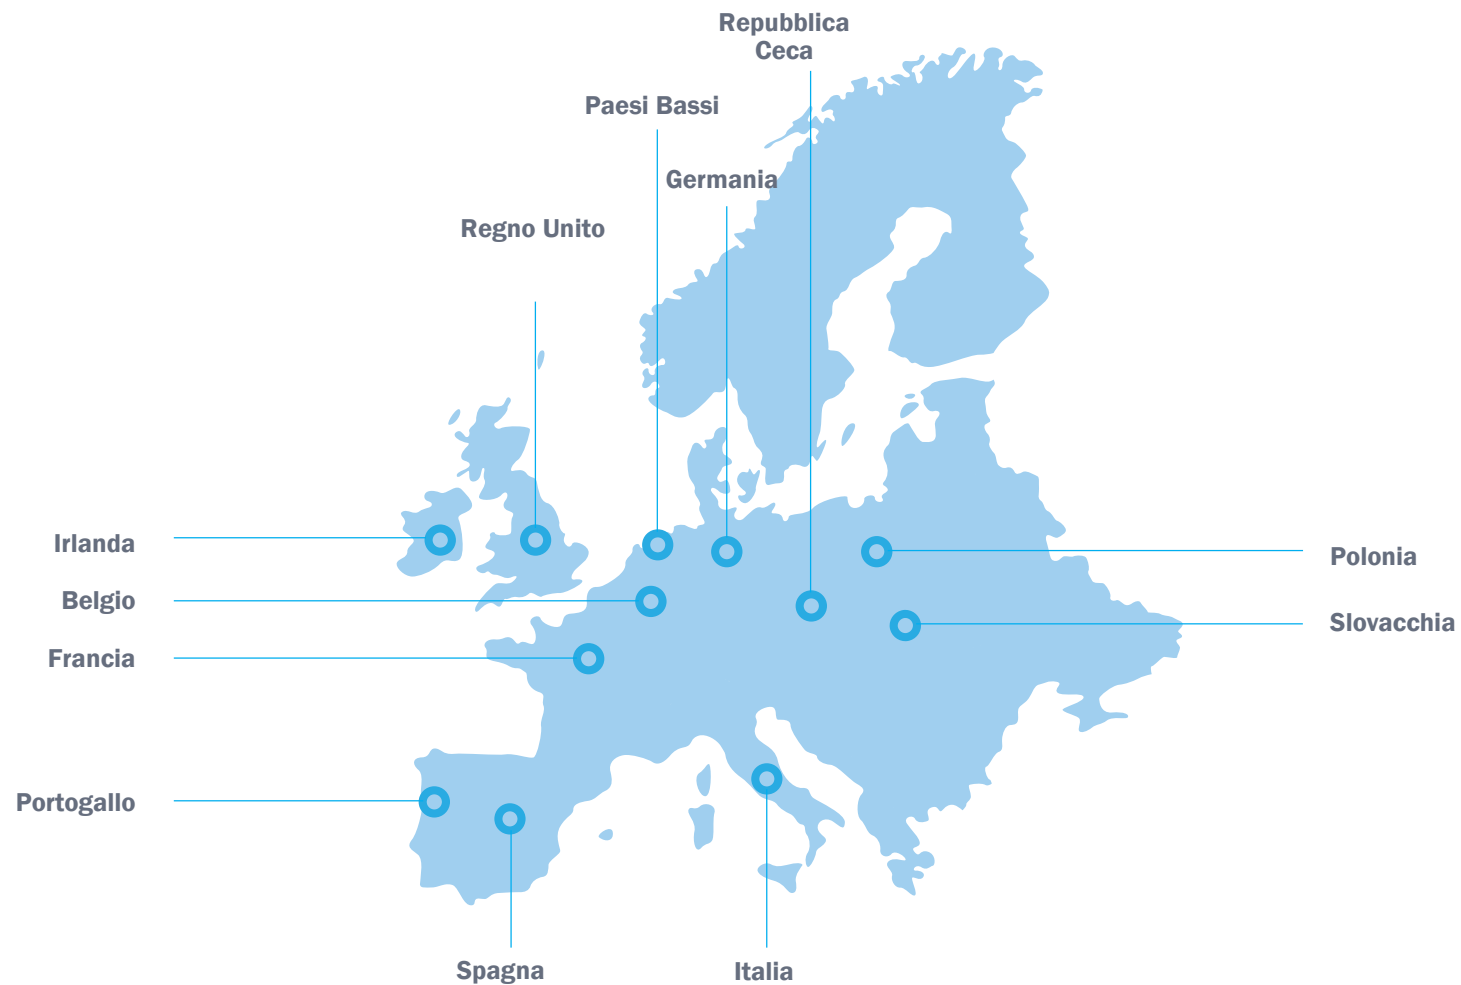 Repubblica
Ceca
Paesi Bassi
Germania
Regno Unito
Irlanda
Polonia
Belgio
Slovacchia
Francia
Portogallo
Spagna
Italia